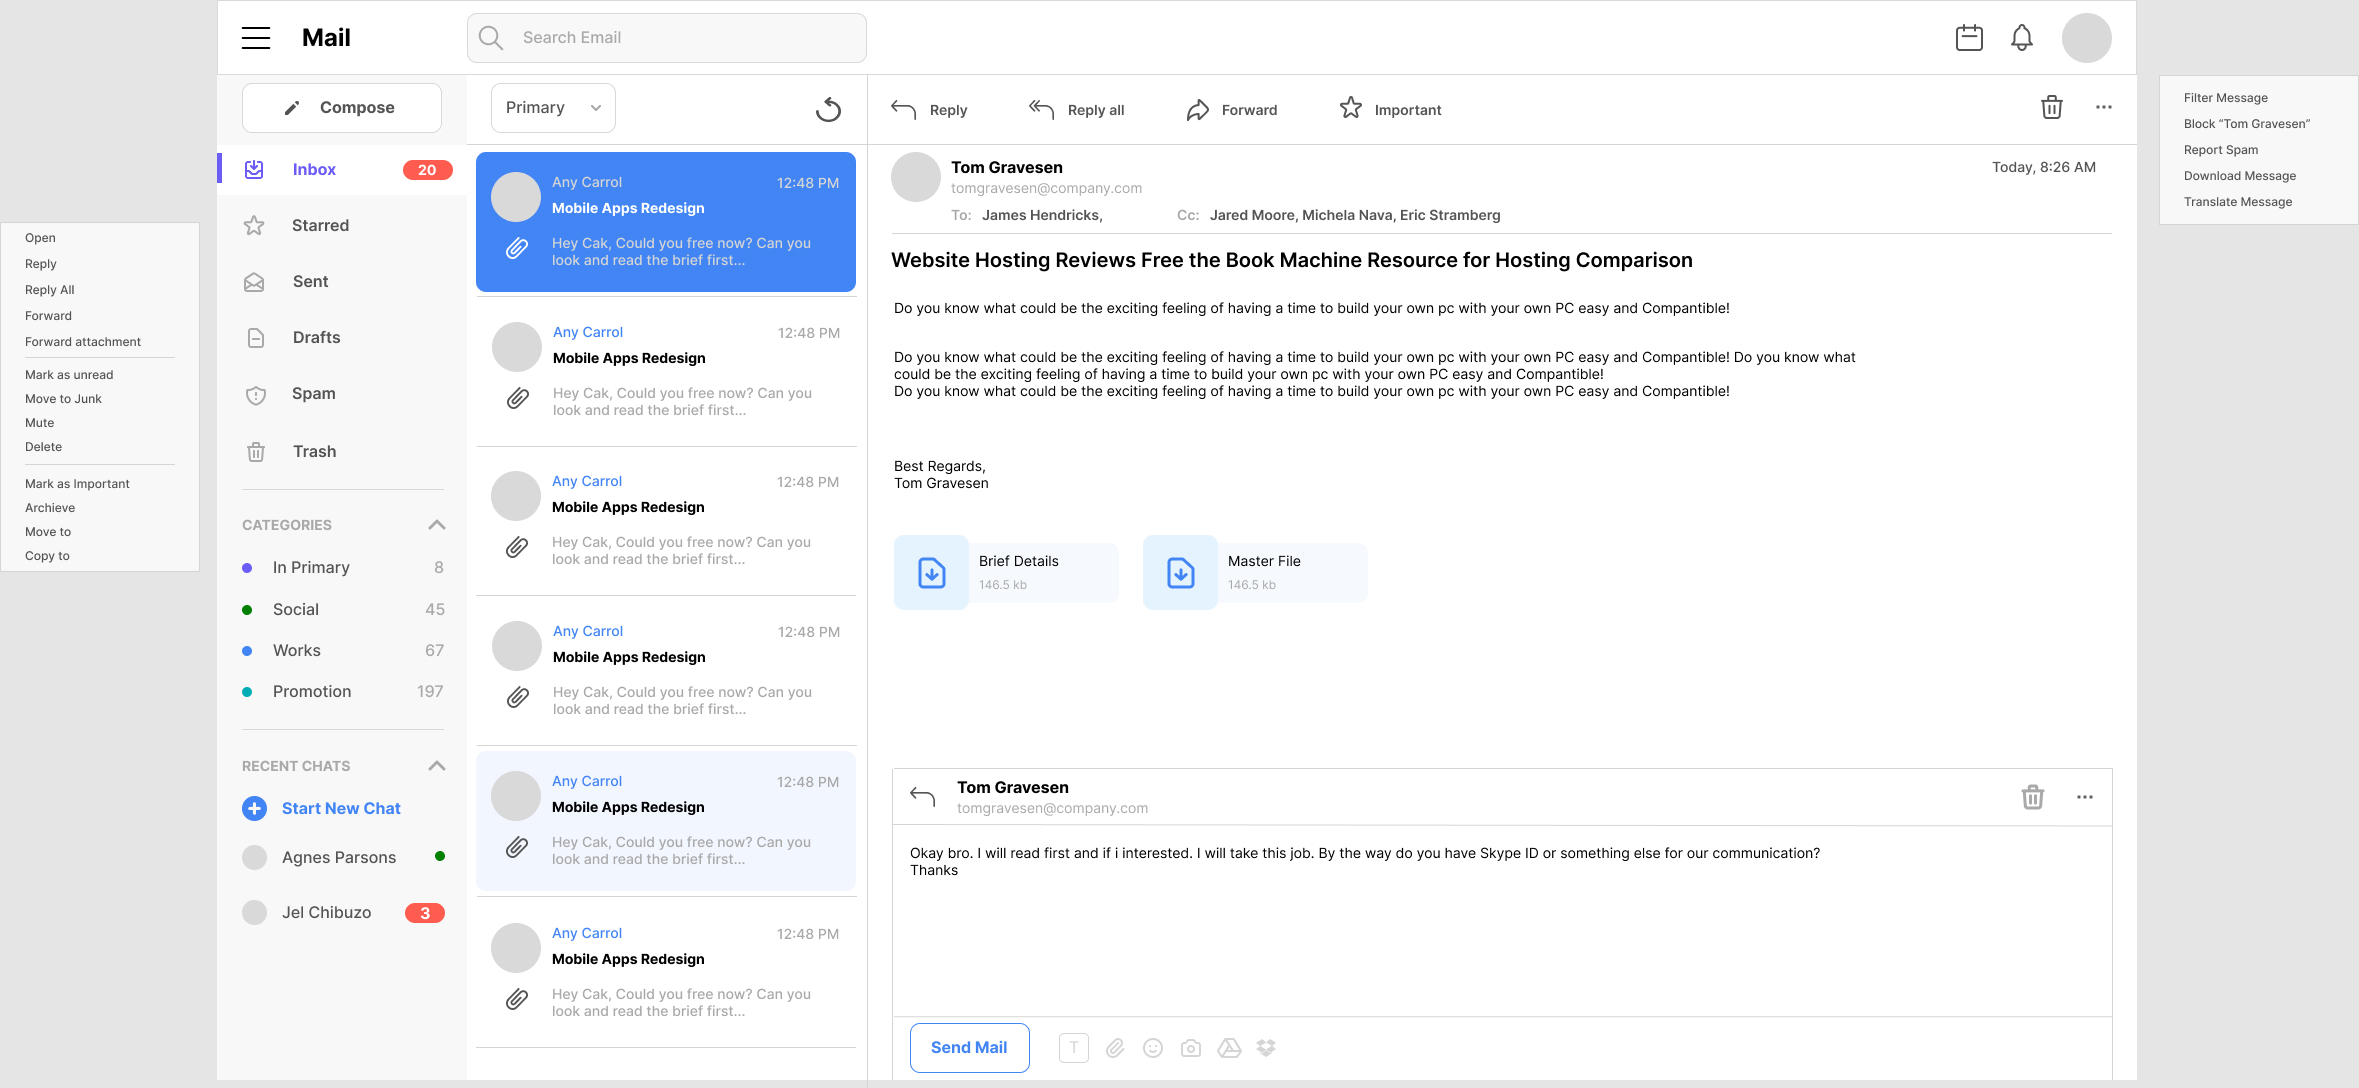 Mail
Search Email
Compose
Inbox
20
Starred
Sent
Drafts
Spam
Trash
CATEGORIES
In Primary
8
Social
45
Works
67
Promotion
197
RECENT CHATS
Start New Chat
Agnes Parsons
Jel Chibuzo
3
Open
Reply
Reply All
Forward
Forward attachment
Mark as unread
Move to Junk
Mute
Delete
Mark as Important
Archieve
Move to
Copy to
Primary
Any Carrol
12:48 PM
Mobile Apps Redesign
Hey Cak, Could you free now? Can you
look and read the brief first...
Any Carrol
12:48 PM
Mobile Apps Redesign
Hey Cak, Could you free now? Can you
look and read the brief first...
Any Carrol
12:48 PM
Mobile Apps Redesign
Hey Cak, Could you free now? Can you
look and read the brief first...
Any Carrol
12:48 PM
Mobile Apps Redesign
Hey Cak, Could you free now? Can you
look and read the brief first...
Any Carrol
12:48 PM
Mobile Apps Redesign
Hey Cak, Could you free now? Can you
look and read the brief first...
Any Carrol
12:48 PM
Mobile Apps Redesign
Hey Cak, Could you free now? Can you
look and read the brief first...
Reply
Reply all
Forward
Important
Tom Gravesen
Today, 8:26 AM
tomgravesen@company.com
To: James Hendricks,
Cc: Jared Moore, Michela Nava, Eric Stramberg
Website Hosting Reviews Free the Book Machine Resource for Hosting Comparison
Do you know what could be the exciting feeling of having a time to build your own pc with your own PC easy and Compantible!
Do you know what could be the exciting feeling of having a time to build your own pc with your own PC easy and Compantible! Do you know what
could be the exciting feeling of having a time to build your own pc with your own PC easy and Compantible!
Do you know what could be the exciting feeling of having a time to build your own pc with your own PC easy and Compantible!
Best Regards,
Tom Gravesen
Brief Details
146.5 kb
Master File
146.5 kb
Tom Gravesen
tomgravesen@company.com
Okay bro. I will read first and if i interested. I will take this job. By the way do you have Skype ID or something else for our communication?
Thanks
Send Mail
T
Filter Message
Block “Tom Gravesen”
Report Spam
Download Message
Translate Message